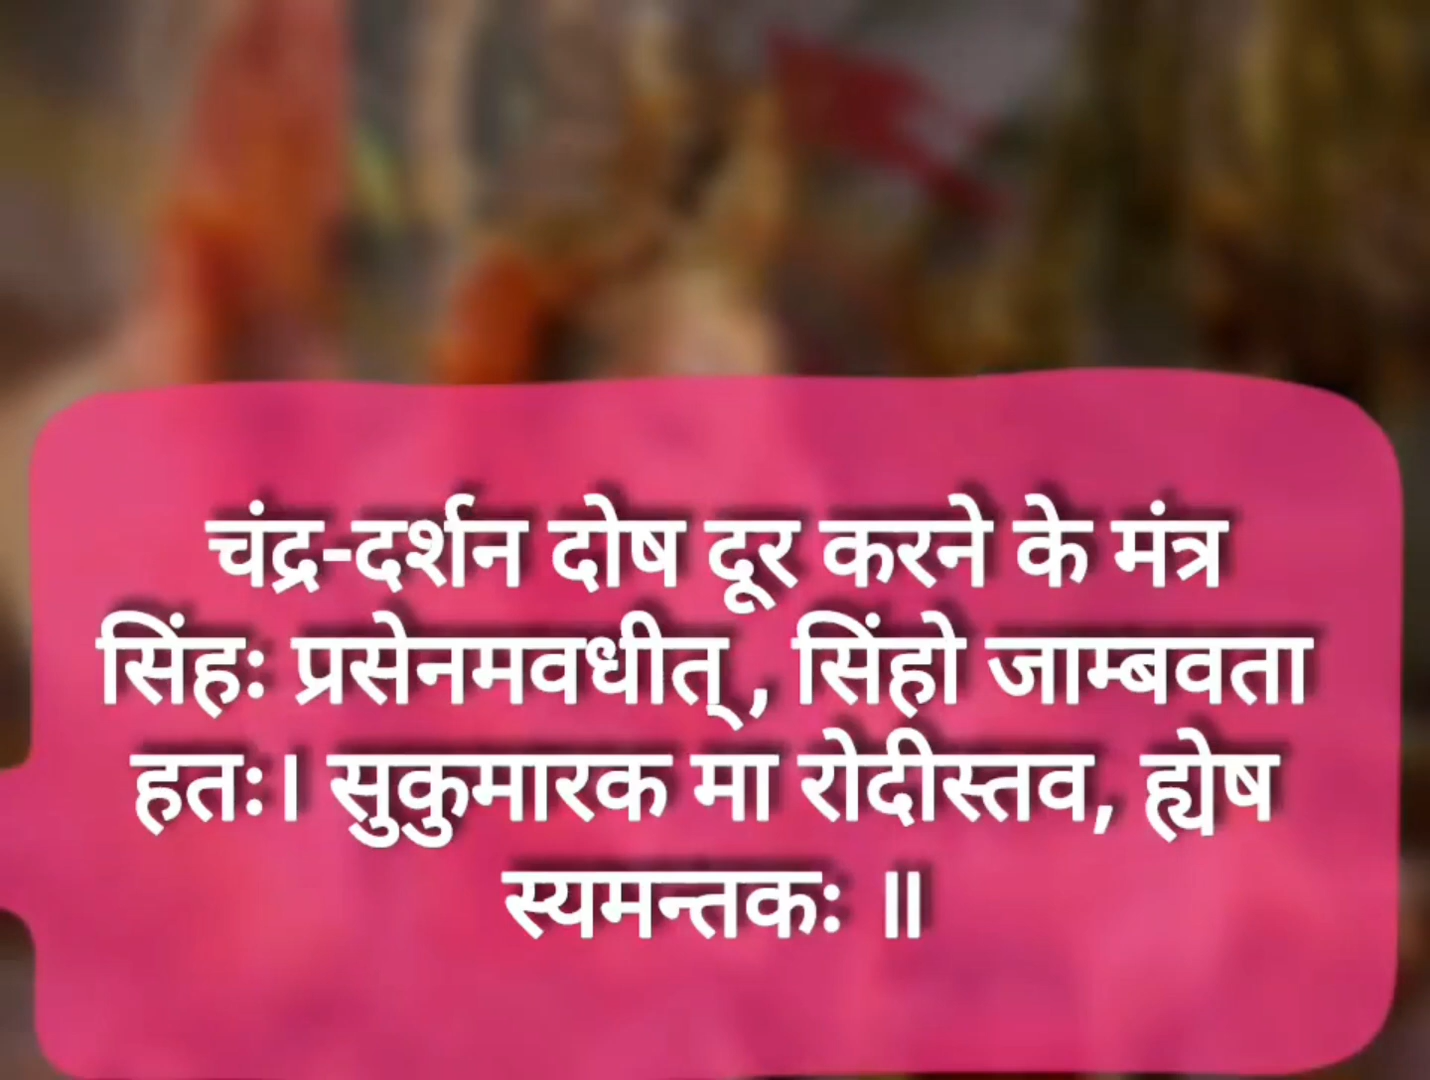 चंद्र-दर्शन दोष दूर करने के मंत्र
सिंहः प्रसेनमवधीत् , सिंहो जाम्बवता
हतः। सुकुमारक मा रोदीस्तव, ह्येष
स्यमन्तकः ॥